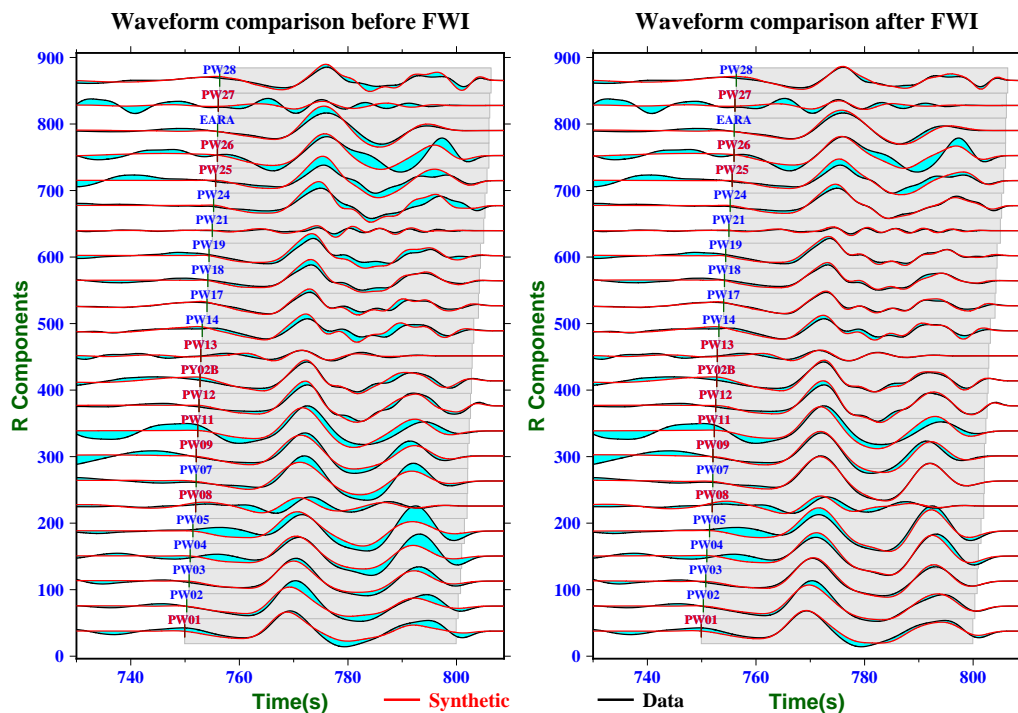 Waveform comparison before FWI
900
800
700
600
500
400
300
200
100
0
R Components
PW28
PW27
EARA
PW26
PW25
PW24
PW21
PW19
PW18
PW17
PW14
PW13
PY02B
PW12
PW11
PW09
PW07
PW08
PW05
PW04
PW03
PW02
PW01
740 760 780 800
Time(s)
Waveform comparison after FWI
900
800
700
600
500
400
300
200
100
0
R Components
PW28
PW27
EARA
PW26
PW25
PW24
PW21
PW19
PW18
PW17
PW14
PW13
PY02B
PW12
PW11
PW09
PW07
PW08
PW05
PW04
PW03
PW02
PW01
740 760 780 800
Time(s)
Synthetic
Data